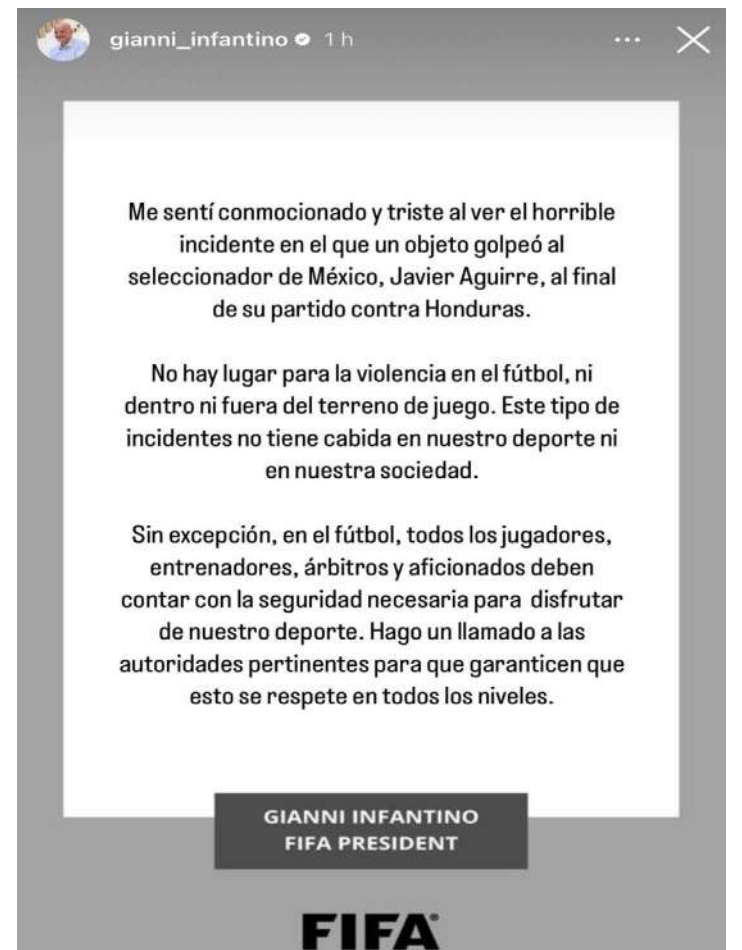 gianni_infantino 1 h
Me sentí conmocionado y triste al ver el horrible
incidente en el que un objeto golpeó al
seleccionador de México, Javier Aguirre, al final
de su partido contra Honduras.
No hay lugar para la violencia en el fútbol, ni
dentro ni fuera del terreno de juego. Este tipo de
incidentes no tiene cabida en nuestro deporte ni
en nuestra sociedad.
Sin excepción, en el fútbol, todos los jugadores,
entrenadores, árbitros y aficionados deben
contar con la seguridad necesaria para disfrutar
de nuestro deporte. Hago un llamado a las
autoridades pertinentes para que garanticen que
esto se respete en todos los niveles.
GIANNI INFANTINO
FIFA PRESIDENT
FIFA®